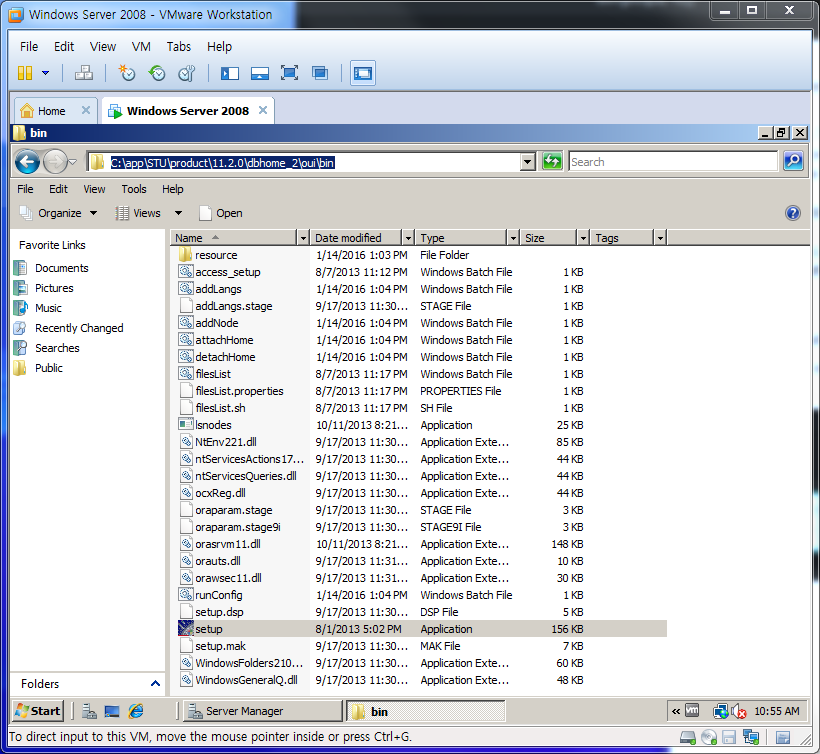 Windows Server 2008 - VMware Workstation
File Edit View VM Tabs Help
Home Windows Server 2008
bin
C:\app\STU\product\11.2.0\dbhome_2\oui\bin Search
File Edit View Tools Help
Organize Views Open
Favorite Links
Documents
Pictures
Music
Recently Changed
Searches
Public
Folders
Name Date modified Type Size Tags
resource 1/14/2016 1:03 PM File Folder
access_setup 8/7/2013 11:12 PM Windows Batch File 1 KB
addLangs 1/14/2016 1:04 PM Windows Batch File 1 KB
addLangs.stage 9/17/2013 11:30... STAGE File 1 KB
addNode 1/14/2016 1:04 PM Windows Batch File 1 KB
attachHome 1/14/2016 1:04 PM Windows Batch File 1 KB
detachHome 1/14/2016 1:04 PM Windows Batch File 1 KB
filesList 8/7/2013 11:17 PM Windows Batch File 1 KB
filesList.properties 8/7/2013 11:17 PM PROPERTIES File 1 KB
filesList.sh 8/7/2013 11:17 PM SH File 1 KB
lsnodes 10/11/2013 8:21... Application 25 KB
NtEnv221.dll 9/17/2013 11:30... Application Exte... 85 KB
ntServicesActions17... 9/17/2013 11:30... Application Exte... 44 KB
ntServicesQueries.dll 9/17/2013 11:30... Application Exte... 44 KB
ocxReg.dll 9/17/2013 11:30... Application Exte... 44 KB
oraparam.stage 9/17/2013 11:30... STAGE File 3 KB
oraparam.stage9i 9/17/2013 11:30... STAGE9I File 3 KB
orasrvm11.dll 10/11/2013 8:21... Application Exte... 148 KB
orauts.dll 9/17/2013 11:31... Application Exte... 10 KB
orawsec11.dll 9/17/2013 11:31... Application Exte... 30 KB
runConfig 1/14/2016 1:04 PM Windows Batch File 1 KB
setup.dsp 9/17/2013 11:30... DSP File 5 KB
setup 8/1/2013 5:02 PM Application 156 KB
setup.mak 9/17/2013 11:30... MAK File 7 KB
WindowsFolders210... 9/17/2013 11:30... Application Exte... 60 KB
WindowsGeneralQ.dll 9/17/2013 11:30... Application Exte... 48 KB
Start Server Manager bin « vm 10:55 AM
To direct input to this VM, move the mouse pointer inside or press Ctrl+G.